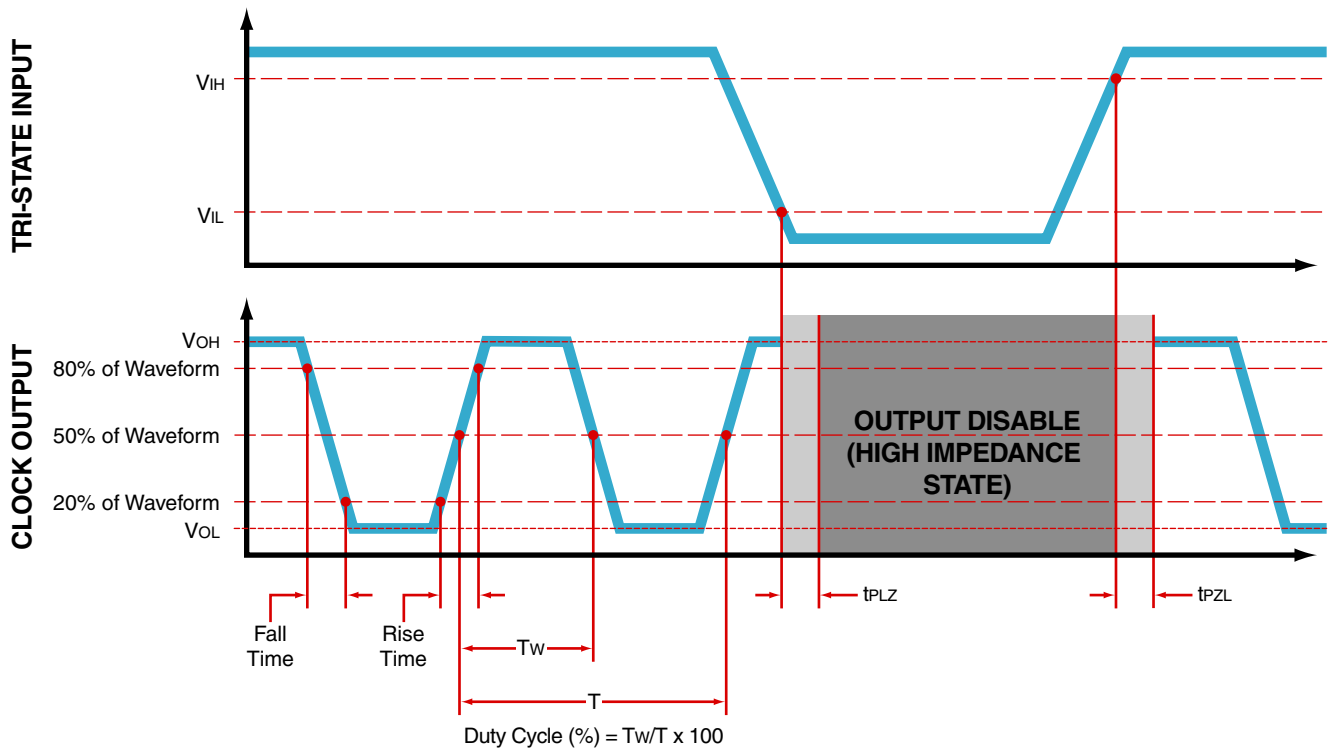 TRI-STATE INPUT
VIH
VIL
CLOCK OUTPUT
VOH
80% of Waveform
50% of Waveform
20% of Waveform
VOL
OUTPUT DISABLE
(HIGH IMPEDANCE
STATE)
Fall
Time
Rise
Time
tPLZ
tPZL
TW
T
Duty Cycle (%) = TW/T x 100